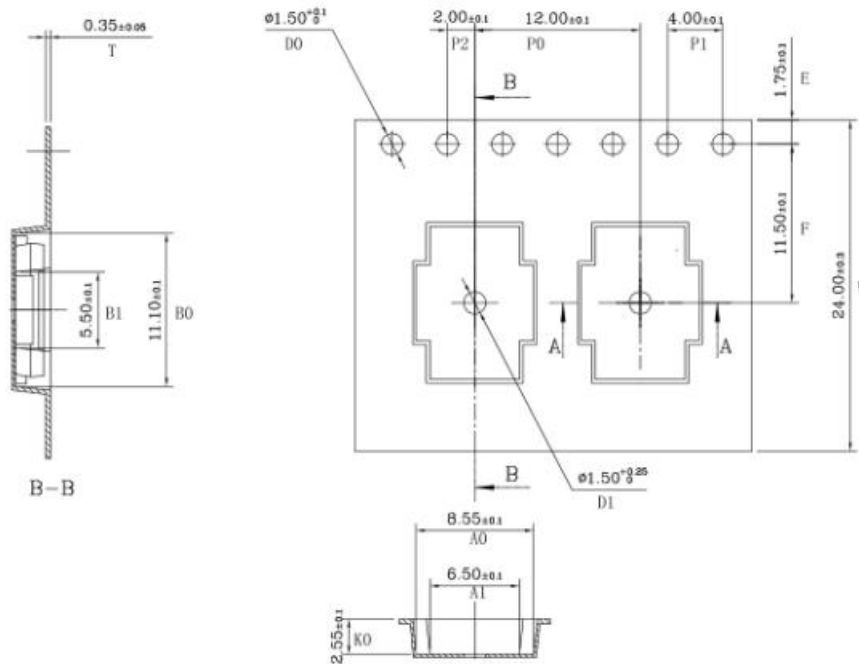 0.35±0.05
T
ø1.50+0.1 0
D0
2.00±0.1
12.00±0.1
4.00±0.1
P2
P0
P1
1.75±0.1
E
B
11.50±0.1
F
24.00±0.3
5.50±0.1
B1
11.10±0.1
B0
A
A
B
B-B
ø1.50+0.25 0
D1
8.55±0.1
A0
6.50±0.1
A1
2.55±0.1
K0